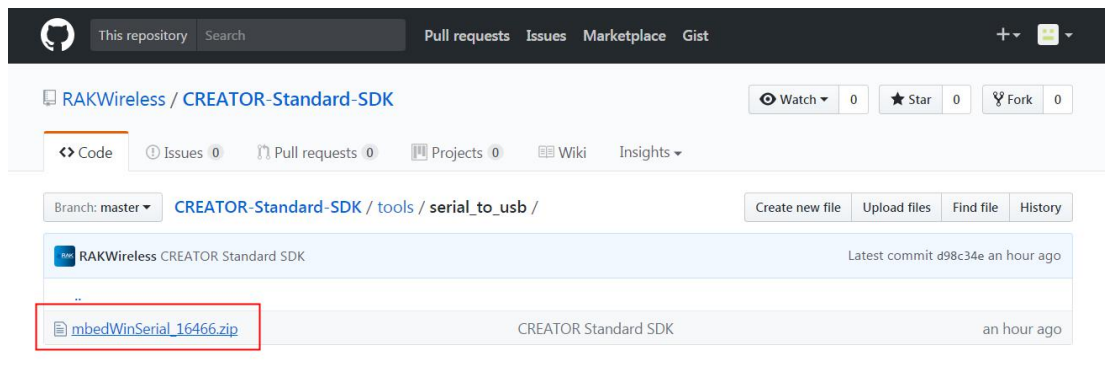 This repository Search Pull requests Issues Marketplace Gist
RAKWireless / CREATOR-Standard-SDK Watch 0 Star 0 Fork 0
Code Issues 0 Pull requests 0 Projects 0 Wiki Insights
Branch: master CREATOR-Standard-SDK / tools / serial_to_usb / Create new file Upload files Find file History
RAK RAKWireless CREATOR Standard SDK Latest commit d98c34e an hour ago
..
mbedWinSerial_16466.zip CREATOR Standard SDK an hour ago